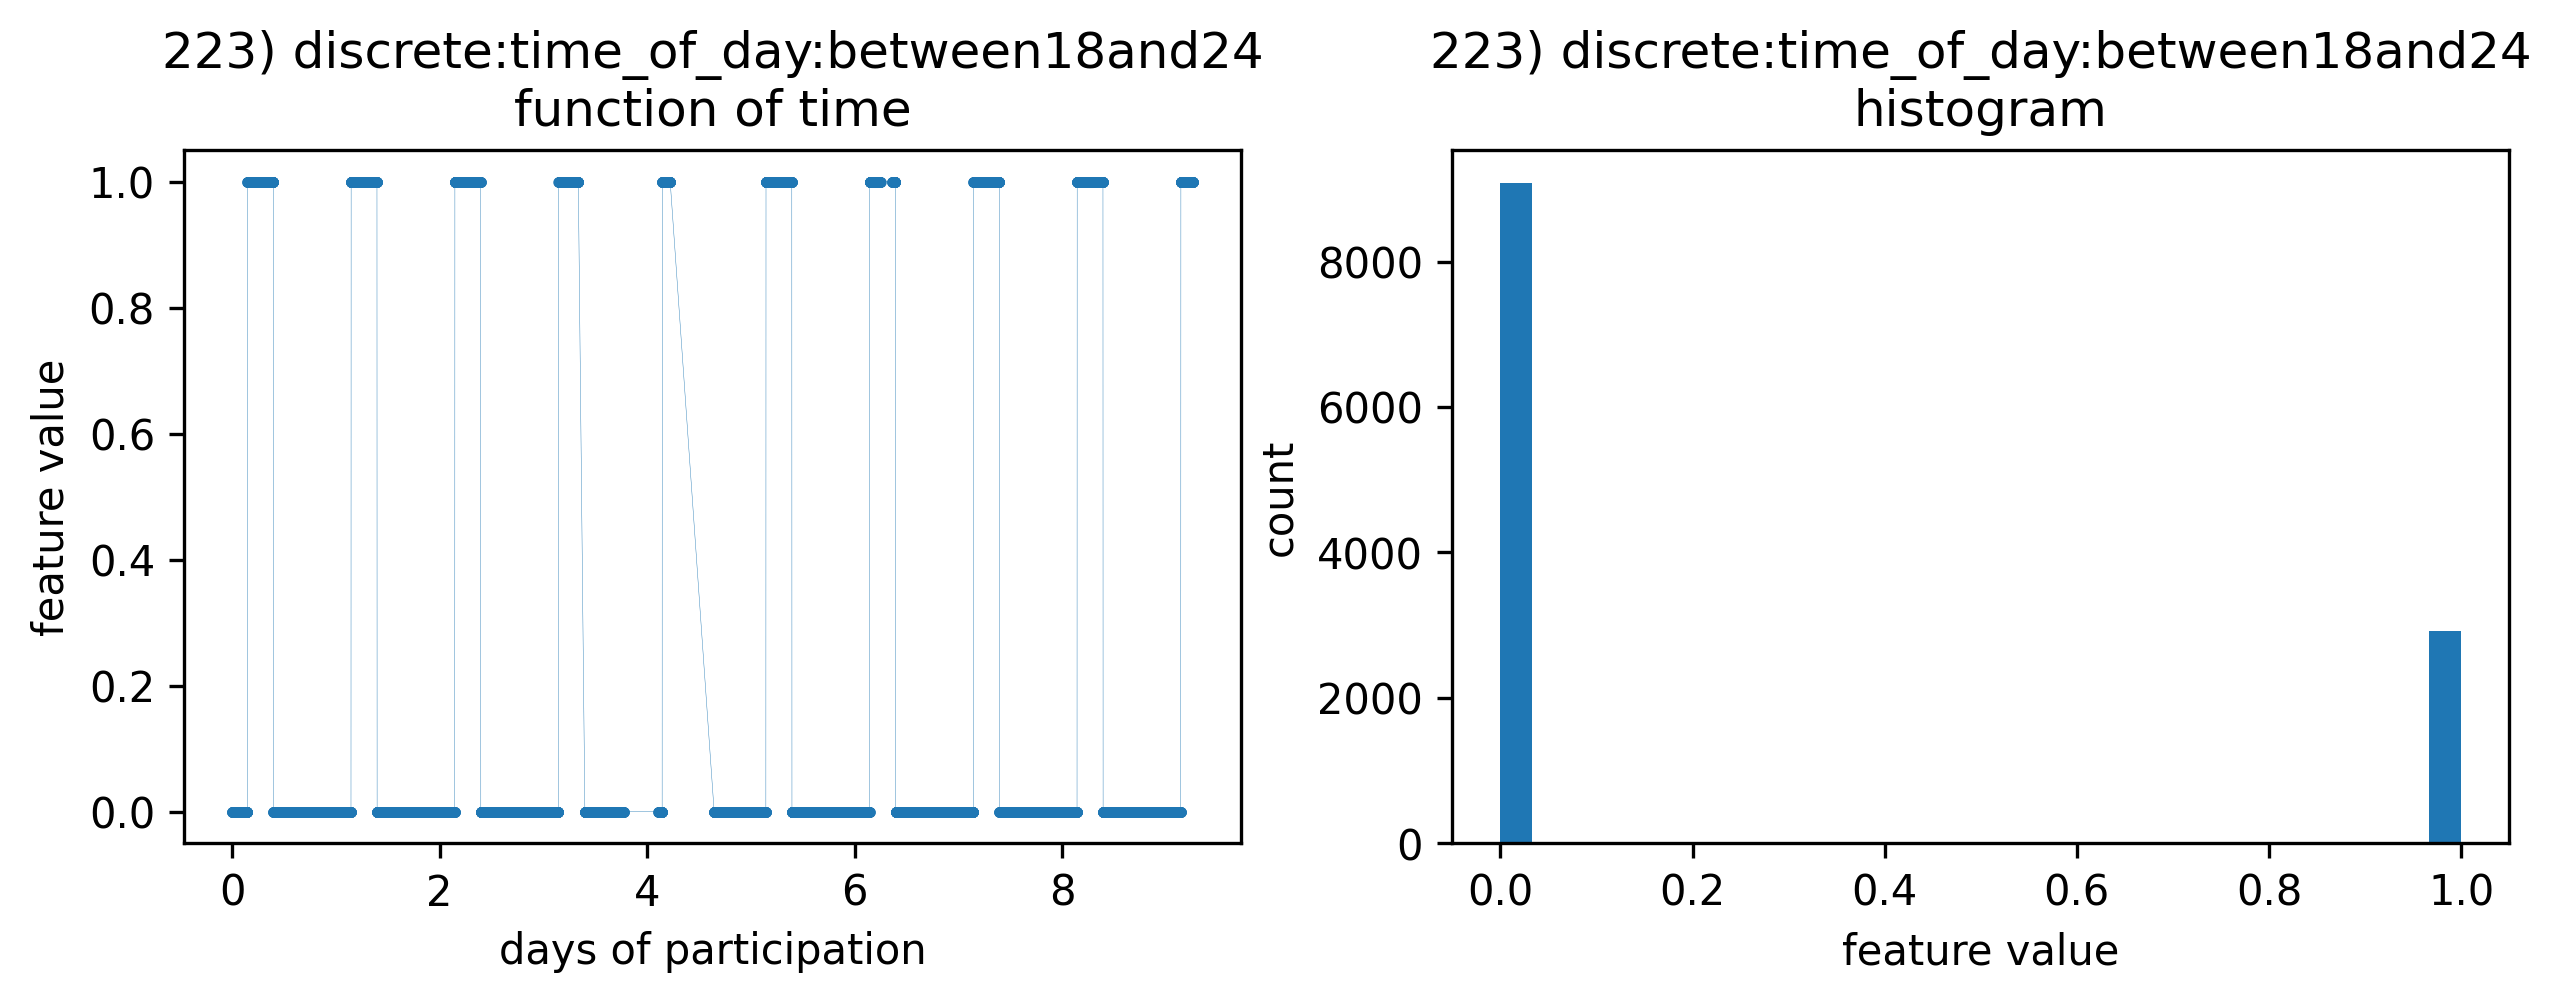 223) discrete:time_of_day:between18and24
function of time
1.0
0.8
0.6
0.4
0.2
0.0
feature value
0 2 4 6 8
days of participation
223) discrete:time_of_day:between18and24
histogram
8000
6000
4000
2000
0
count
0.0 0.2 0.4 0.6 0.8 1.0
feature value